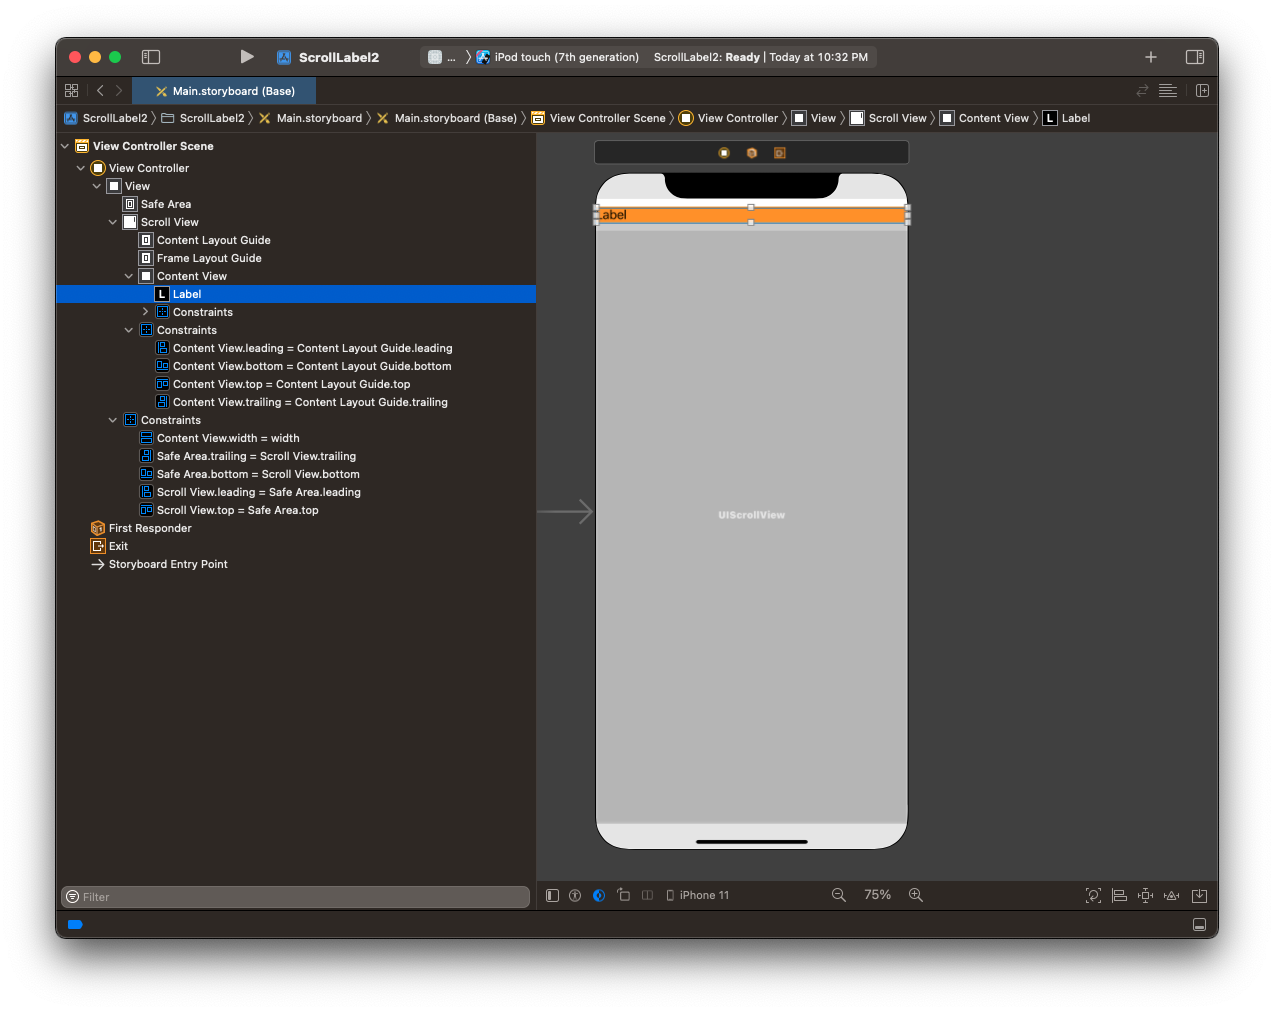 ScrollLabel2
... iPod touch (7th generation) ScrollLabel2: Ready | Today at 10:32 PM
Main.storyboard (Base)
ScrollLabel2 ScrollLabel2 Main.storyboard Main.storyboard (Base) View Controller Scene View Controller View Scroll View Content View L Label
View Controller Scene
View Controller
View
Safe Area
Scroll View
Content Layout Guide
Frame Layout Guide
Content View
L Label
Constraints
Constraints
Content View.leading = Content Layout Guide.leading
Content View.bottom = Content Layout Guide.bottom
Content View.top = Content Layout Guide.top
Content View.trailing = Content Layout Guide.trailing
Constraints
Content View.width = width
Safe Area.trailing = Scroll View.trailing
Safe Area.bottom = Scroll View.bottom
Scroll View.leading = Safe Area.leading
Scroll View.top = Safe Area.top
First Responder
Exit
Storyboard Entry Point
Label
UIScrollView
Filter
iPhone 11 75%